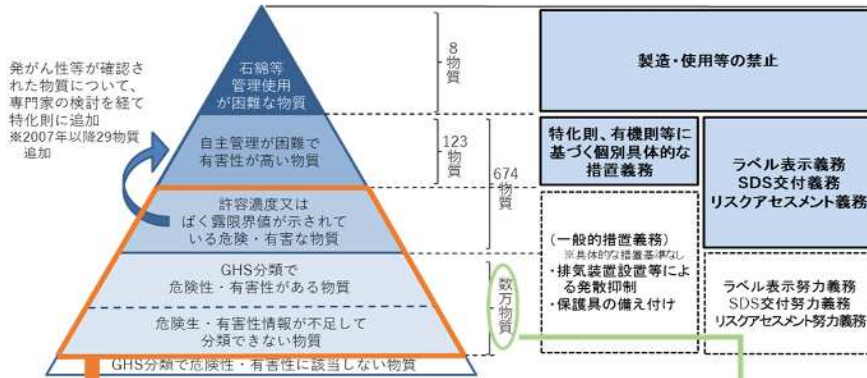 発がん性等が確認さ
れた物質について、
専門家の検討を経て
特化則に追加
※2007年以降29物質
追加
石綿等
管理使用
が困難な物質
自主管理が困難で
有害性が高い物質
許容濃度又は
ばく露限界値が示されて
いる危険・有害な物質
GHS分類で
危険性・有害性がある物質
危険生・有害性情報が不足して
分類できない物質
GHS分類で危険性・有害性に該当しない物質
8
物質
123
物質
674
物質
数万物質
製造・使用等の禁止
特化則、有機則等に
基づく個別具体的な
措置義務
(一般的措置義務)
※具体的な措置基準なし
・排気装置設置等によ
る発散抑制
・保護具の備え付け
ラベル表示義務
SDS交付義務
リスクアセスメント義務
ラベル表示努力義務
SDS交付努力義務
リスクアセスメント努力義務